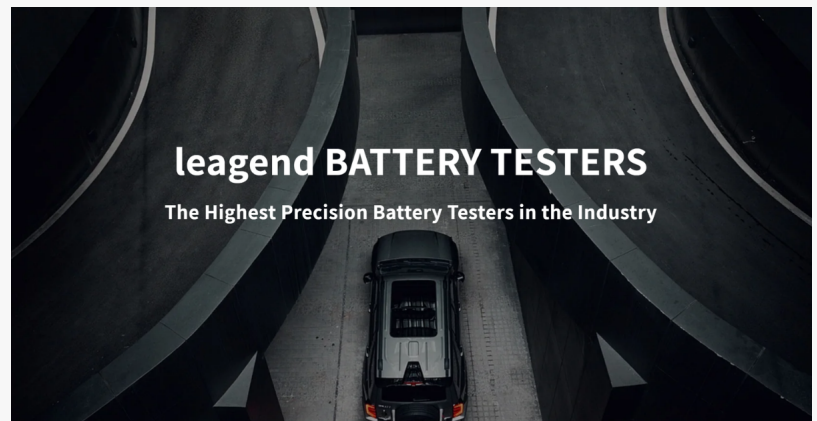 leagend BATTERY TESTERS
The Highest Precision Battery Testers in the Industry